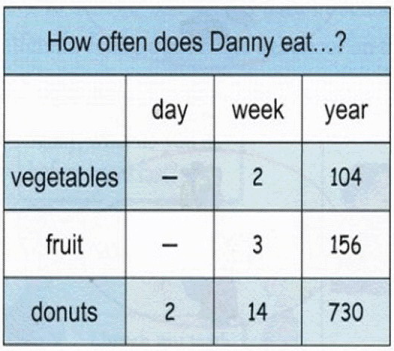 How often does Danny eat...?
day week year
vegetables – 2 104
fruit – 3 156
donuts 2 14 730